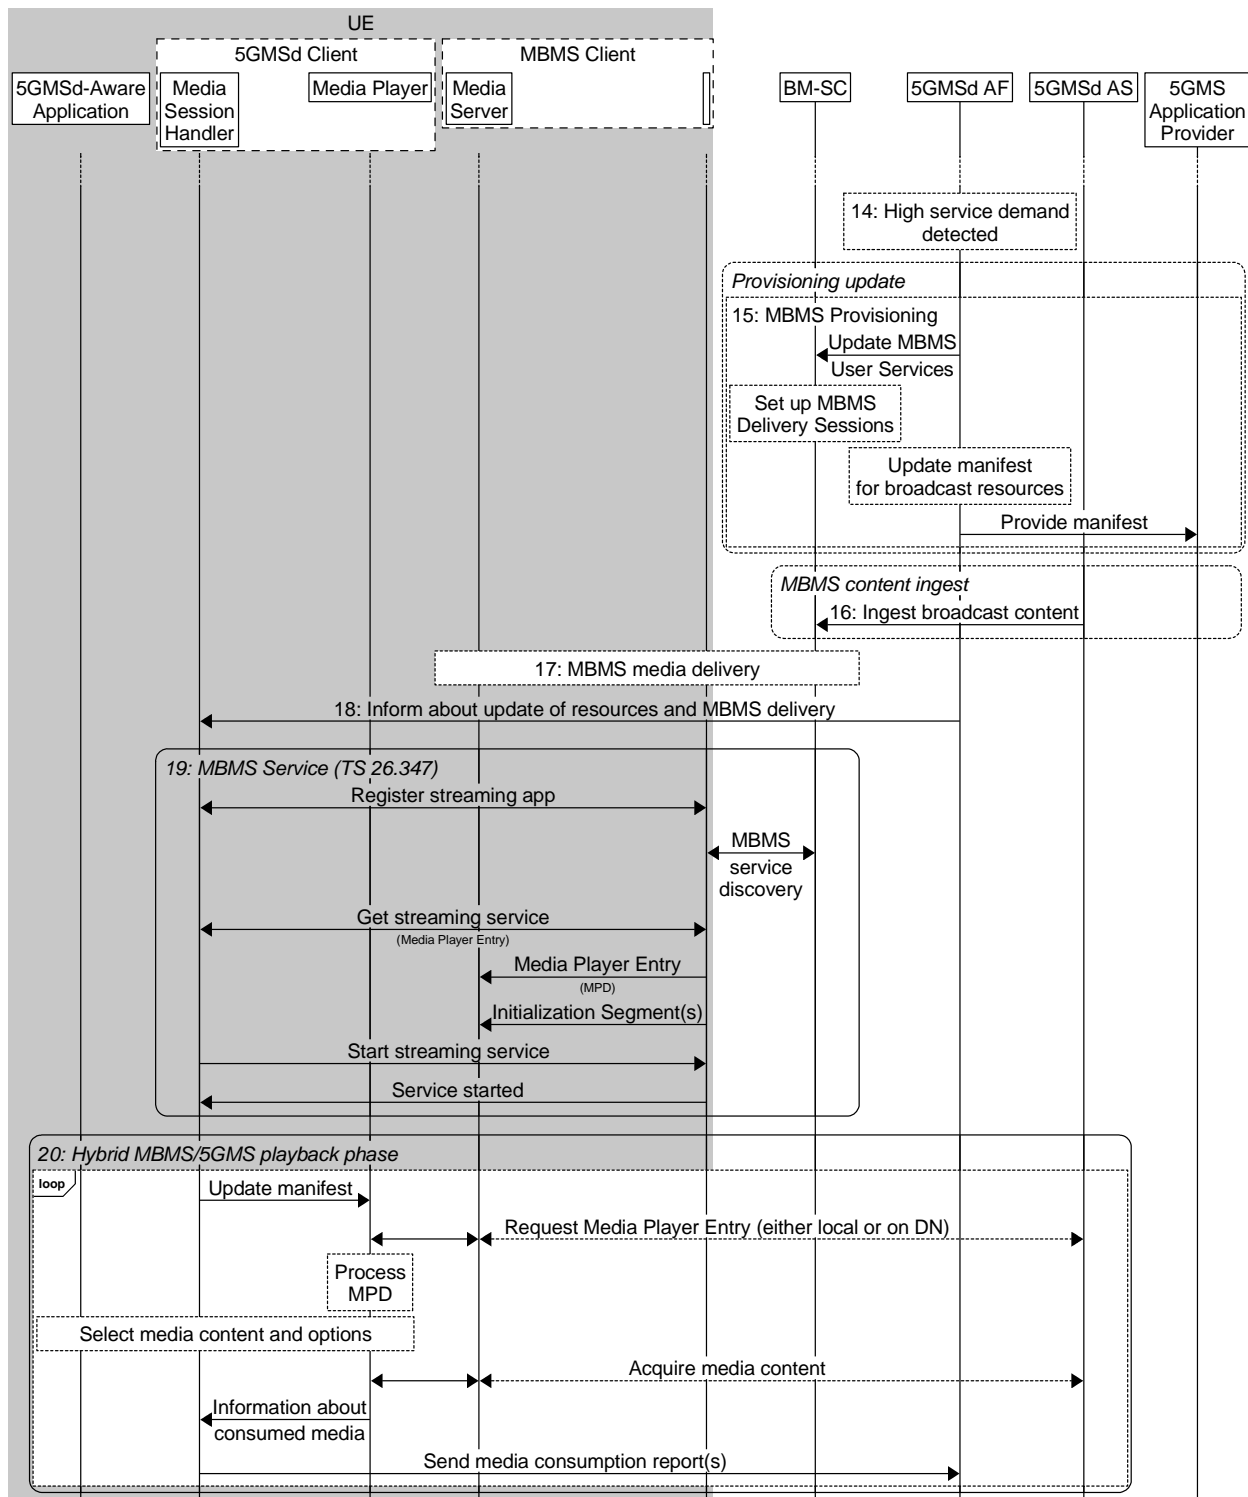 UE
5GMSd Client
MBMS Client
5GMSd-Aware
Application
Media
Session
Handler
Media Player
Media
Server
BM-SC
5GMSd AF
5GMSd AS
5GMS
Application
Provider
14: High service demand
detected
Provisioning update
15: MBMS Provisioning
Update MBMS
User Services
Set up MBMS
Delivery Sessions
Update manifest
for broadcast resources
Provide manifest
MBMS content ingest
16: Ingest broadcast content
17: MBMS media delivery
18: Inform about update of resources and MBMS delivery
19: MBMS Service (TS 26.347)
Register streaming app
MBMS
service
discovery
Get streaming service
(Media Player Entry)
Media Player Entry
(MPD)
Initialization Segment(s)
Start streaming service
Service started
20: Hybrid MBMS/5GMS playback phase
loop
Update manifest
Request Media Player Entry (either local or on DN)
Process
MPD
Select media content and options
Acquire media content
Information about
consumed media
Send media consumption report(s)